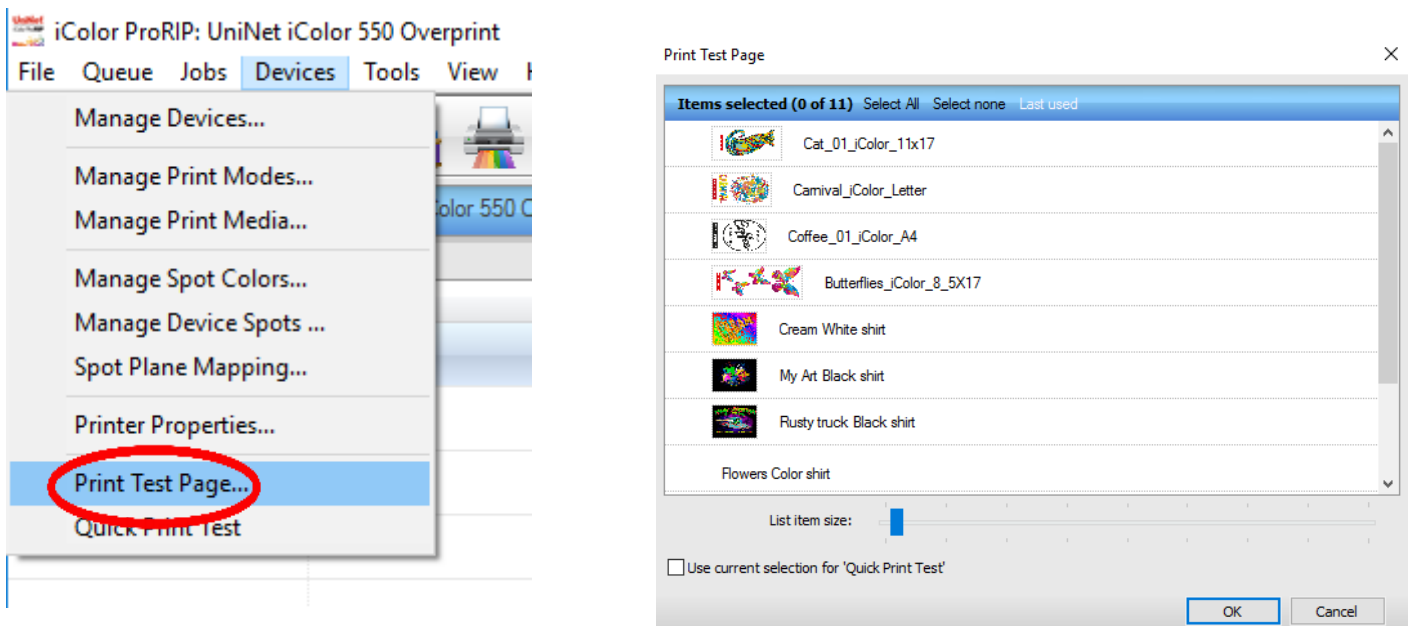 iColor ProRIP: UniNet iColor 550 Overprint
File Queue Jobs Devices Tools View
Manage Devices...
Manage Print Modes...
Manage Print Media...
Manage Spot Colors...
Manage Device Spots ...
Spot Plane Mapping...
Printer Properties...
Print Test Page...
Quick Print Test
Color 550
Print Test Page
Items selected (0 of 11) Select All Select none Last used
Cat_01_iColor_11x17
Carnival_iColor_Letter
Coffee_01_iColor_A4
Butterflies_iColor_8_5X17
Cream White shirt
My Art Black shirt
Rusty truck Black shirt
Flowers Color shirt
List item size:
Use current selection for 'Quick Print Test'
OK Cancel